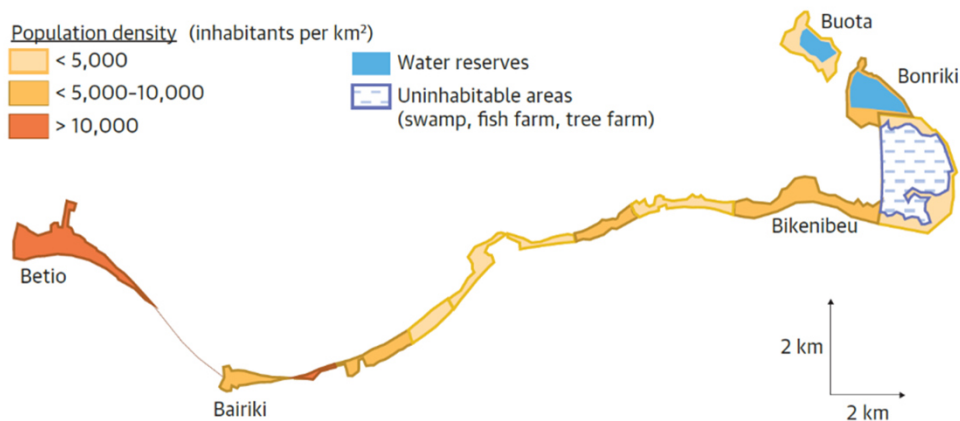 Population density (inhabitants per km²)
< 5,000
< 5,000-10,000
> 10,000
Water reserves
Uninhabitable areas
(swamp, fish farm, tree farm)
Buota
Bonriki
Bikenibeu
Betio
Bairiki
2 km
2 km